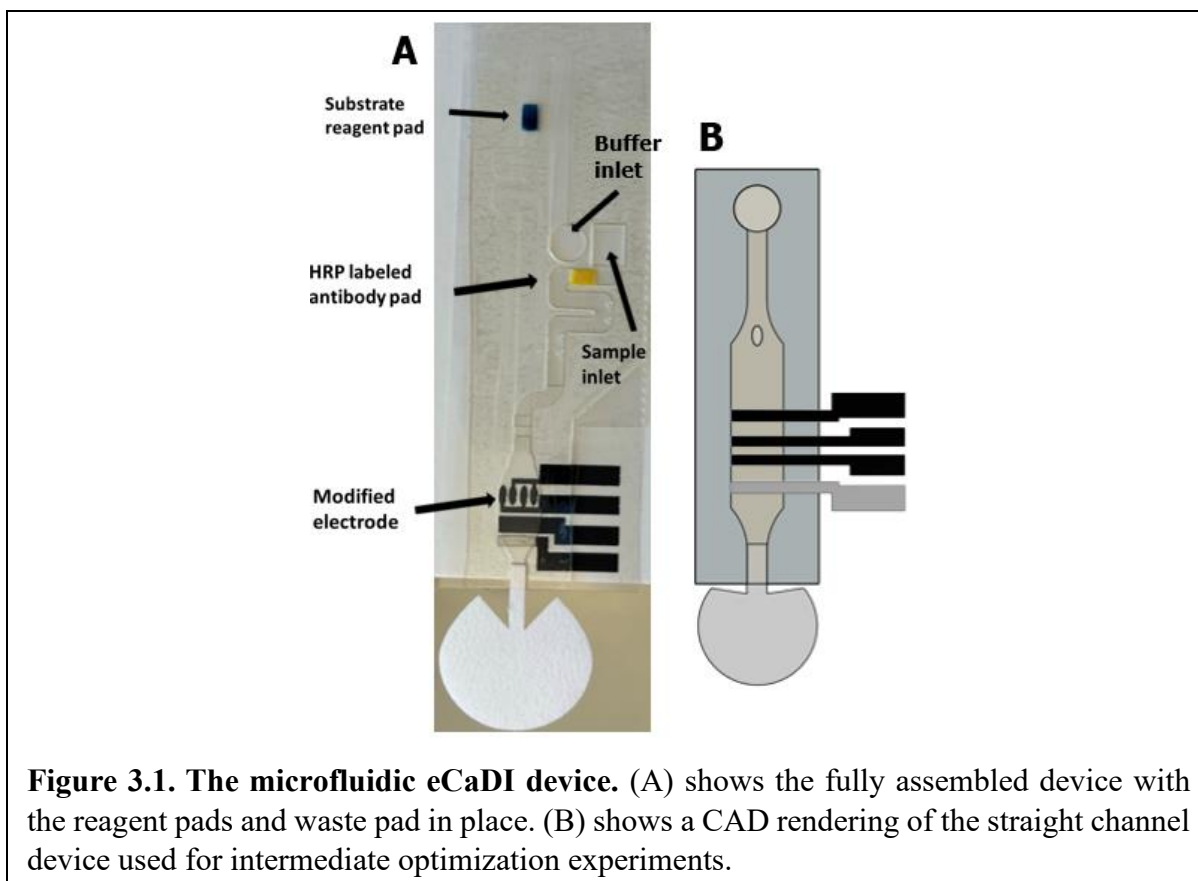 A
Substrate
reagent pad
Buffer
inlet
B
HRP labeled
antibody pad
Sample
inlet
Modified
electrode
Figure 3.1. The microfluidic eCaDI device. (A) shows the fully assembled device with
the reagent pads and waste pad in place. (B) shows a CAD rendering of the straight channel
device used for intermediate optimization experiments.